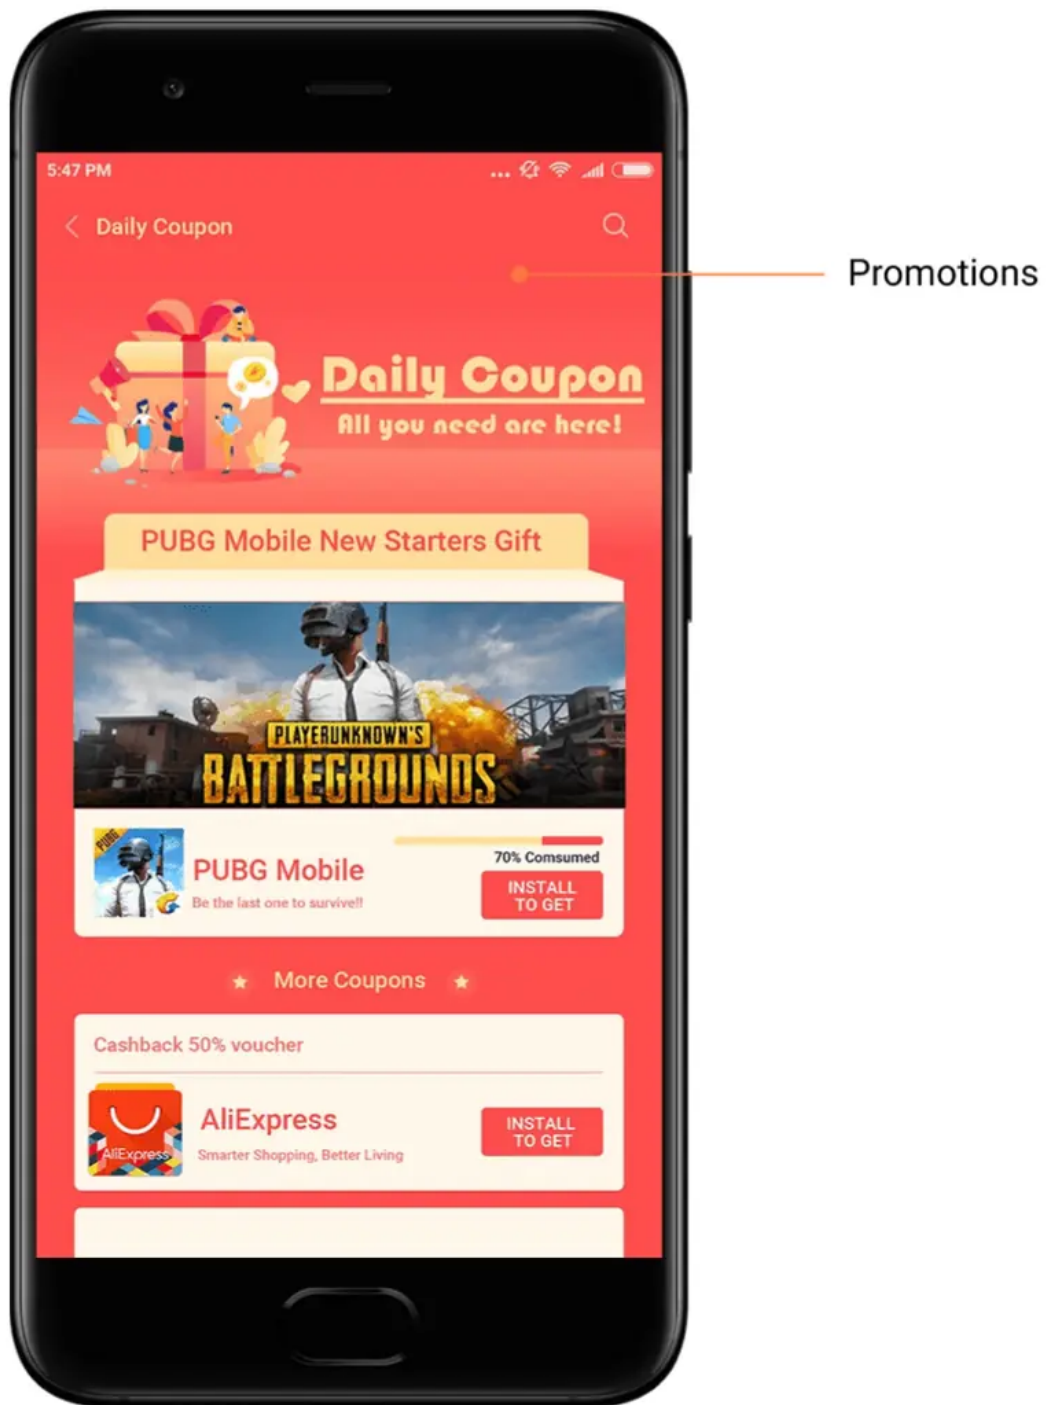 5:47 PM
Daily Coupon
Promotions
Daily Coupon
All you need are here!
PUBG Mobile New Starters Gift
PLAYERUNKNOWN'S
BATTLEGROUNDS
PUBG
PUBG Mobile
Be the last one to survive!!
70% Comsumed
INSTALL
TO GET
More Coupons
Cashback 50% voucher
AliExpress
AliExpress
Smarter Shopping, Better Living
INSTALL
TO GET